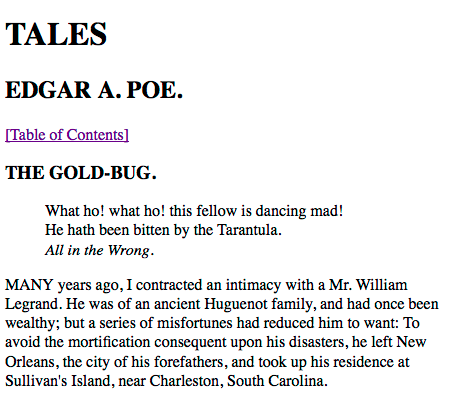 TALES
EDGAR A. POE.
[Table of Contents]
THE GOLD-BUG.
What ho! what ho! this fellow is dancing mad!
He hath been bitten by the Tarantula.
All in the Wrong.
MANY years ago, I contracted an intimacy with a Mr. William
Legrand. He was of an ancient Huguenot family, and had once been
wealthy; but a series of misfortunes had reduced him to want: To
avoid the mortification consequent upon his disasters, he left New
Orleans, the city of his forefathers, and took up his residence at
Sullivan's Island, near Charleston, South Carolina.